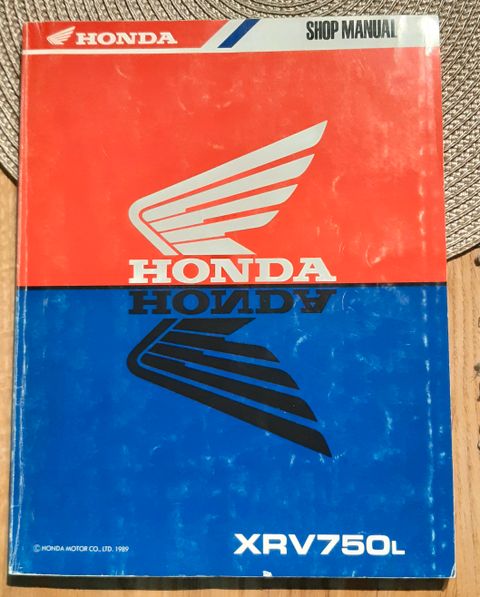 HONDA
SHOP MANUAL
HONDA
HONDA
© HONDA MOTOR CO., LTD. 1989
XRV750L